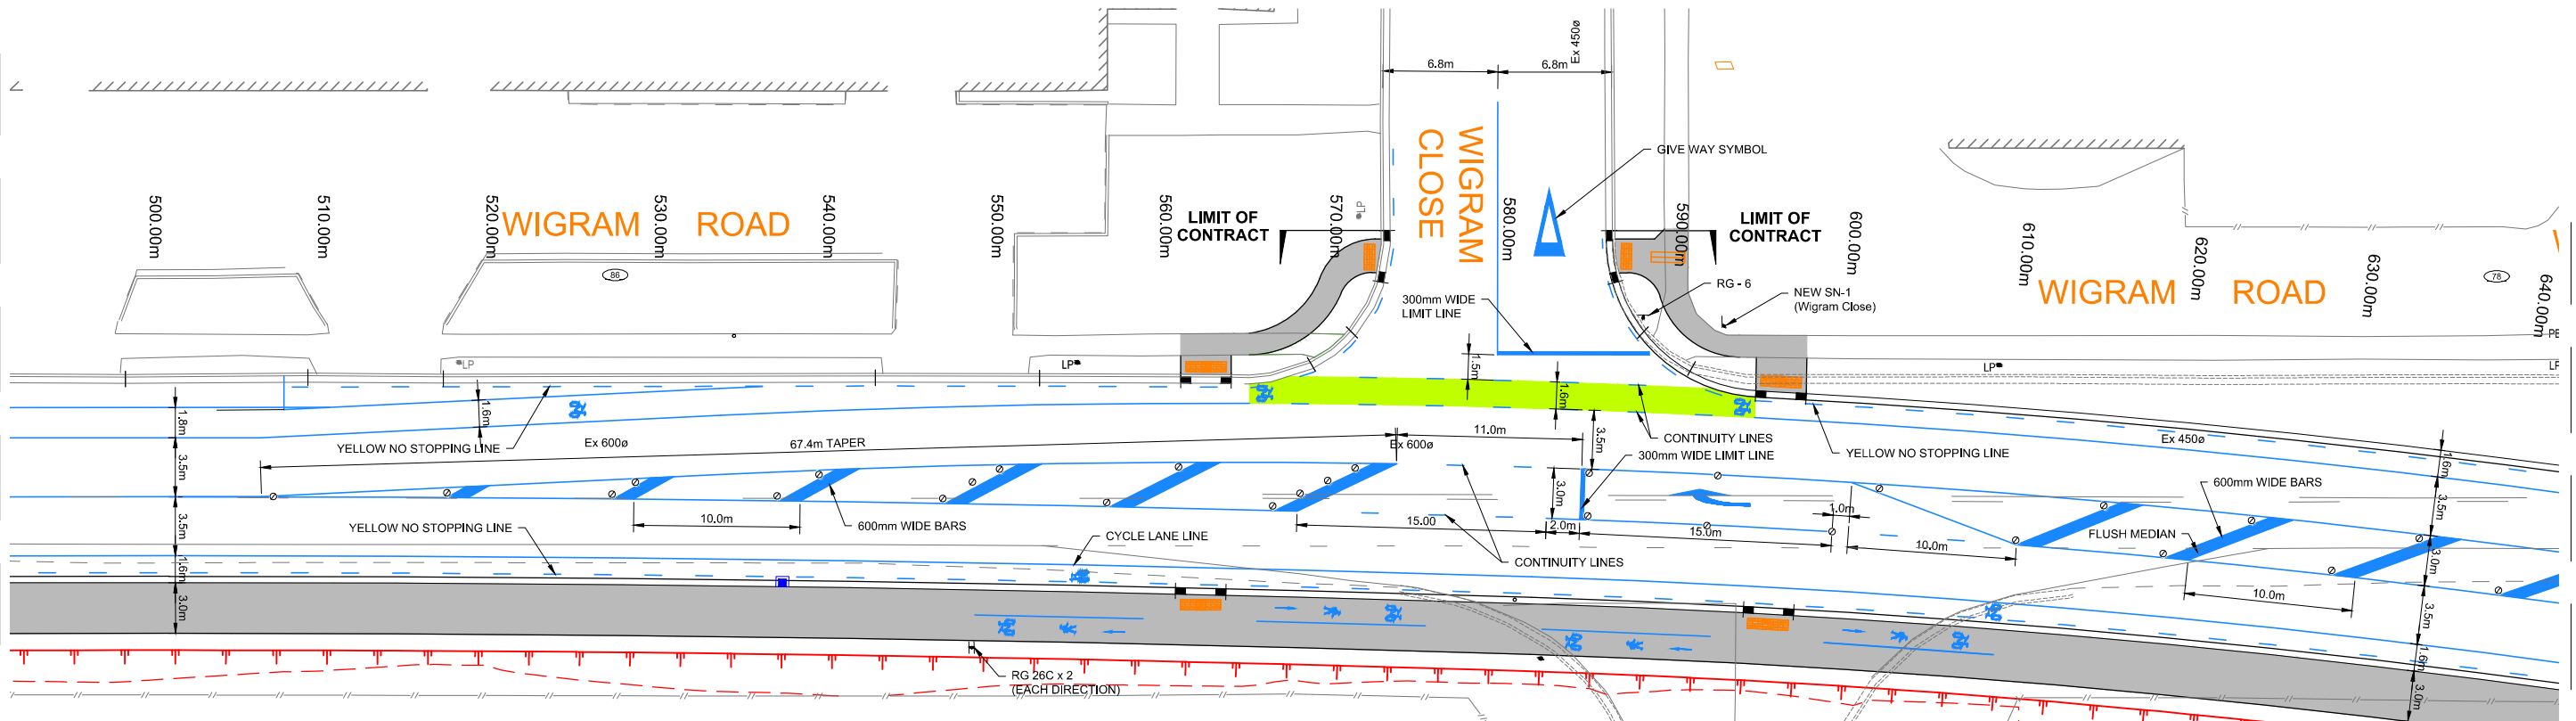 6.8m
6.8m
Ex 450ø
WIGRAM
CLOSE
GIVE WAY SYMBOL
500.00m
510.00m
520.00m
530.00m
540.00m
550.00m
560.00m
570.00m
580.00m
590.00m
600.00m
610.00m
620.00m
630.00m
640.00m
WIGRAM ROAD
LIMIT OF
CONTRACT
LP
LIMIT OF
CONTRACT
WIGRAM ROAD
86
78
RG - 6
NEW SN-1
(Wigram Close)
300mm WIDE
LIMIT LINE
LP
LP
LP
1.5m
1.6m
1.8m
1.6m
YELLOW NO STOPPING LINE
Ex 600ø
67.4m TAPER
Ex 600ø
11.0m
3.5m
CONTINUITY LINES
300mm WIDE LIMIT LINE
YELLOW NO STOPPING LINE
Ex 450ø
1.6m
3.5m
3.5m
3.0m
600mm WIDE BARS
3.5m
YELLOW NO STOPPING LINE
10.0m
600mm WIDE BARS
15.00
2.0m
15.0m
1.0m
10.0m
FLUSH MEDIAN
3.0m
CYCLE LANE LINE
CONTINUITY LINES
1.6m
3.0m
10.0m
3.5m
1.6m
3.0m
RG 26C x 2
(EACH DIRECTION)